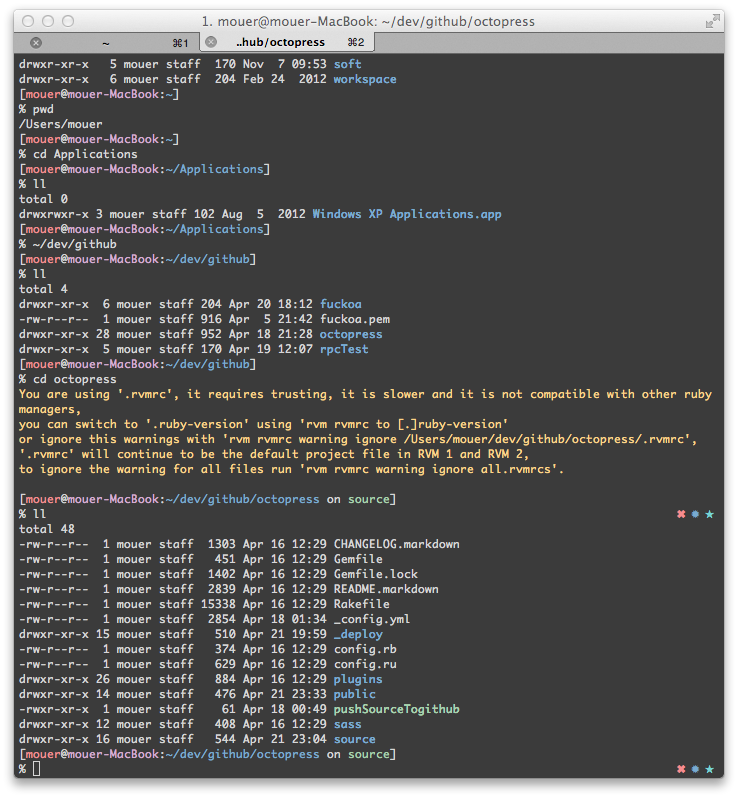 1. mouer@mouer-MacBook: ~/dev/github/octopress
~ ⌘1 ..hub/octopress ⌘2
drwxr-xr-x   5 mouer staff  170 Nov  7 09:53 soft
drwxr-xr-x   6 mouer staff  204 Feb 24  2012 workspace
[mouer@mouer-MacBook:~]
% pwd
/Users/mouer
[mouer@mouer-MacBook:~]
% cd Applications
[mouer@mouer-MacBook:~/Applications]
% ll
total 0
drwxrwxr-x 3 mouer staff 102 Aug  5  2012 Windows XP Applications.app
[mouer@mouer-MacBook:~/Applications]
% ~/dev/github
[mouer@mouer-MacBook:~/dev/github]
% ll
total 4
drwxr-xr-x  6 mouer staff 204 Apr 20 18:12 fuckoa
-rw-r--r--  1 mouer staff 916 Apr  5 21:42 fuckoa.pem
drwxr-xr-x 28 mouer staff 952 Apr 18 21:28 octopress
drwxr-xr-x  5 mouer staff 170 Apr 19 12:07 rpcTest
[mouer@mouer-MacBook:~/dev/github]
% cd octopress
You are using '.rvmrc', it requires trusting, it is slower and it is not compatible with other ruby
managers,
you can switch to '.ruby-version' using 'rvm rvmrc to [.]ruby-version'
or ignore this warnings with 'rvm rvmrc warning ignore /Users/mouer/dev/github/octopress/.rvmrc',
'.rvmrc' will continue to be the default project file in RVM 1 and RVM 2,
to ignore the warning for all files run 'rvm rvmrc warning ignore all.rvmrcs'.
[mouer@mouer-MacBook:~/dev/github/octopress on source]
% ll ✖ ✹ ★
total 48
-rw-r--r--  1 mouer staff  1303 Apr 16 12:29 CHANGELOG.markdown
-rw-r--r--  1 mouer staff   451 Apr 16 12:29 Gemfile
-rw-r--r--  1 mouer staff  1402 Apr 16 12:29 Gemfile.lock
-rw-r--r--  1 mouer staff  2839 Apr 16 12:29 README.markdown
-rw-r--r--  1 mouer staff 15338 Apr 16 12:29 Rakefile
-rw-r--r--  1 mouer staff  2854 Apr 18 01:34 _config.yml
drwxr-xr-x 15 mouer staff   510 Apr 21 19:59 _deploy
-rw-r--r--  1 mouer staff   374 Apr 16 12:29 config.rb
-rw-r--r--  1 mouer staff   629 Apr 16 12:29 config.ru
drwxr-xr-x 26 mouer staff   884 Apr 16 12:29 plugins
drwxr-xr-x 14 mouer staff   476 Apr 21 23:33 public
-rwxr-xr-x  1 mouer staff    61 Apr 18 00:49 pushSourceTogithub
drwxr-xr-x 12 mouer staff   408 Apr 16 12:29 sass
drwxr-xr-x 16 mouer staff   544 Apr 21 23:04 source
[mouer@mouer-MacBook:~/dev/github/octopress on source]
% ✖ ✹ ★